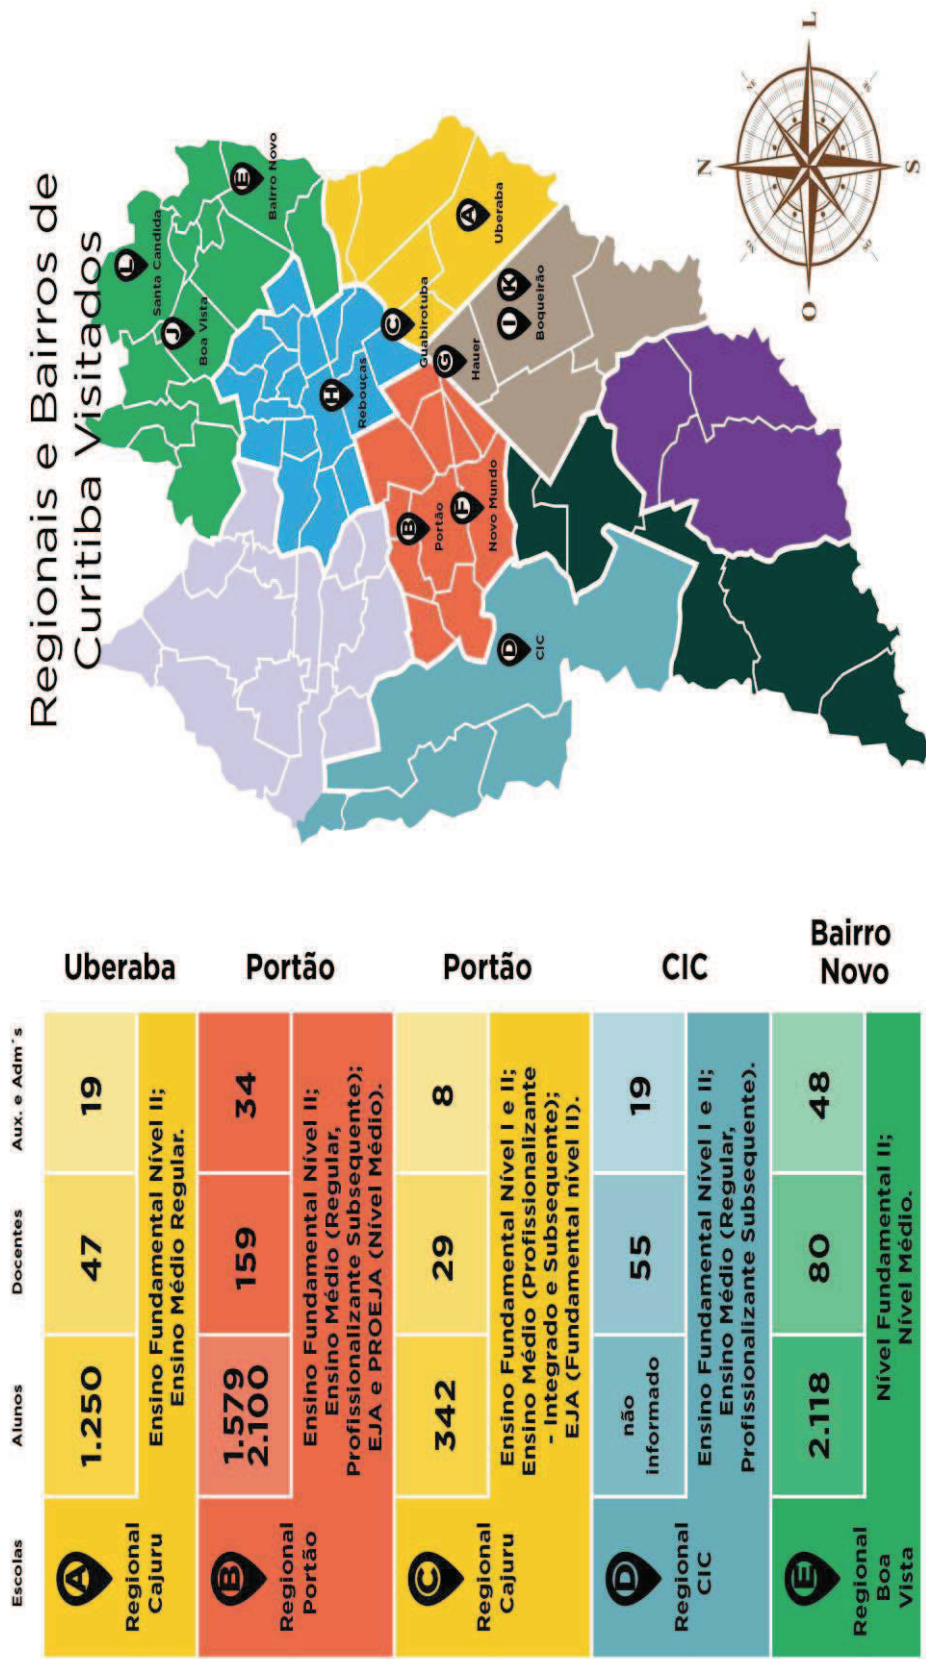 Escolas
Alunos
Docentes
Aux. e Adm´s
A
Regional
Cajuru
1.250
47
19
Ensino Fundamental Nível II;
Ensino Médio Regular.
Uberaba
B
Regional
Portão
1.579
2.100
159
34
Ensino Fundamental Nível II;
Ensino Médio (Regular,
Profissionalizante Subsequente);
EJA e PROEJA (Nível Médio).
Portão
C
Regional
Cajuru
342
29
8
Ensino Fundamental Nível I e II;
Ensino Médio (Profissionalizante
- Integrado e Subsequente);
EJA (Fundamental nível II).
Portão
D
Regional
CIC
não
informado
55
19
Ensino Fundamental Nível I e II;
Ensino Médio (Regular,
Profissionalizante Subsequente).
CIC
E
Regional
Boa
Vista
2.118
80
48
Nível Fundamental II;
Nível Médio.
Bairro
Novo
Regionais e Bairros de
Curitiba Visitados
L
Santa Candida
J
Boa Vista
E
Bairro Novo
H
Rebouças
C
Guabirotuba
A
Uberaba
G
Hauer
I
K
Boqueirão
B
Portão
F
Novo Mundo
D
CIC
N
NE
L
S
O